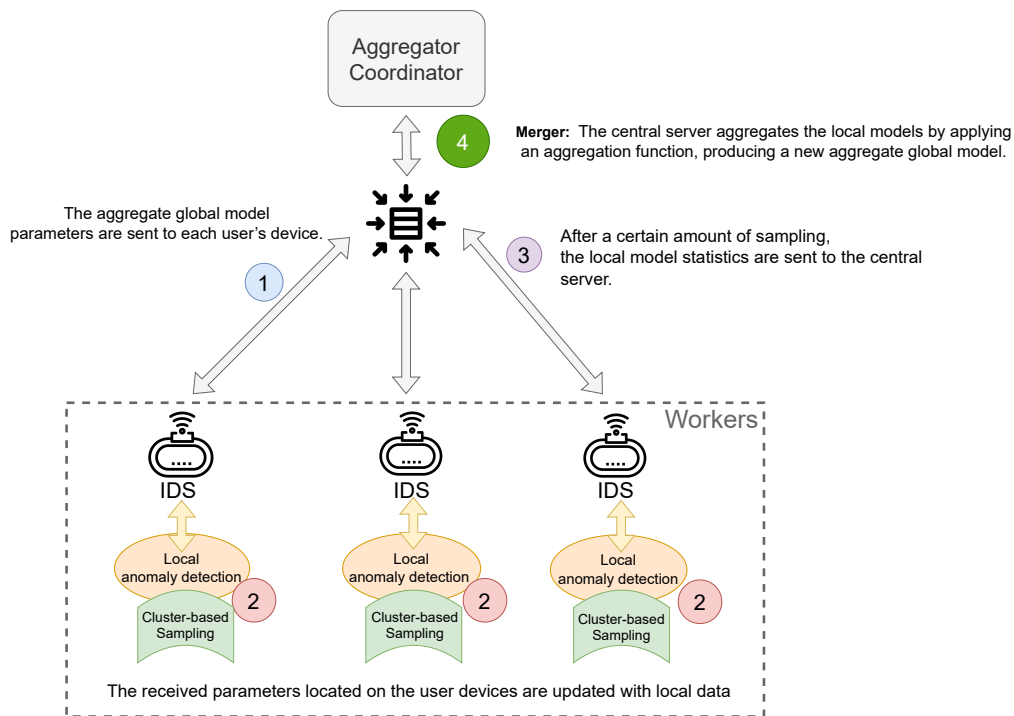 Aggregator
Coordinator
4
Merger: The central server aggregates the local models by applying
an aggregation function, producing a new aggregate global model.
The aggregate global model
parameters are sent to each user's device.
1
3
After a certain amount of sampling,
the local model statistics are sent to the central
server.
Workers
IDS
IDS
IDS
Local
anomaly detection
2
Cluster-based
Sampling
Local
anomaly detection
2
Cluster-based
Sampling
Local
anomaly detection
2
Cluster-based
Sampling
The received parameters located on the user devices are updated with local data